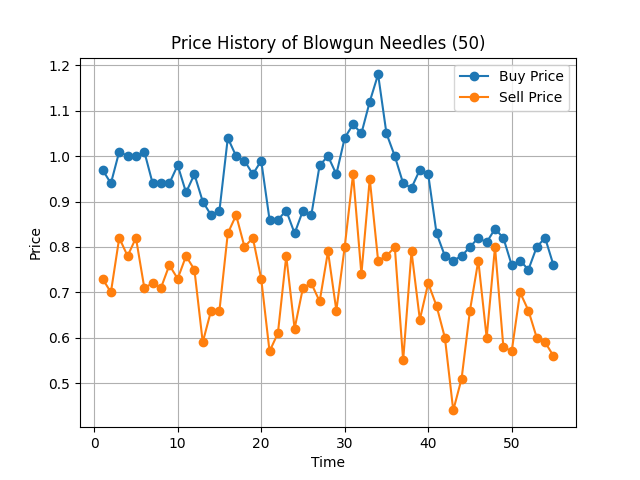 Price History of Blowgun Needles (50)
Buy Price
Sell Price
1.2
1.1
1.0
0.9
0.8
0.7
0.6
0.5
Price
0 10 20 30 40 50
Time